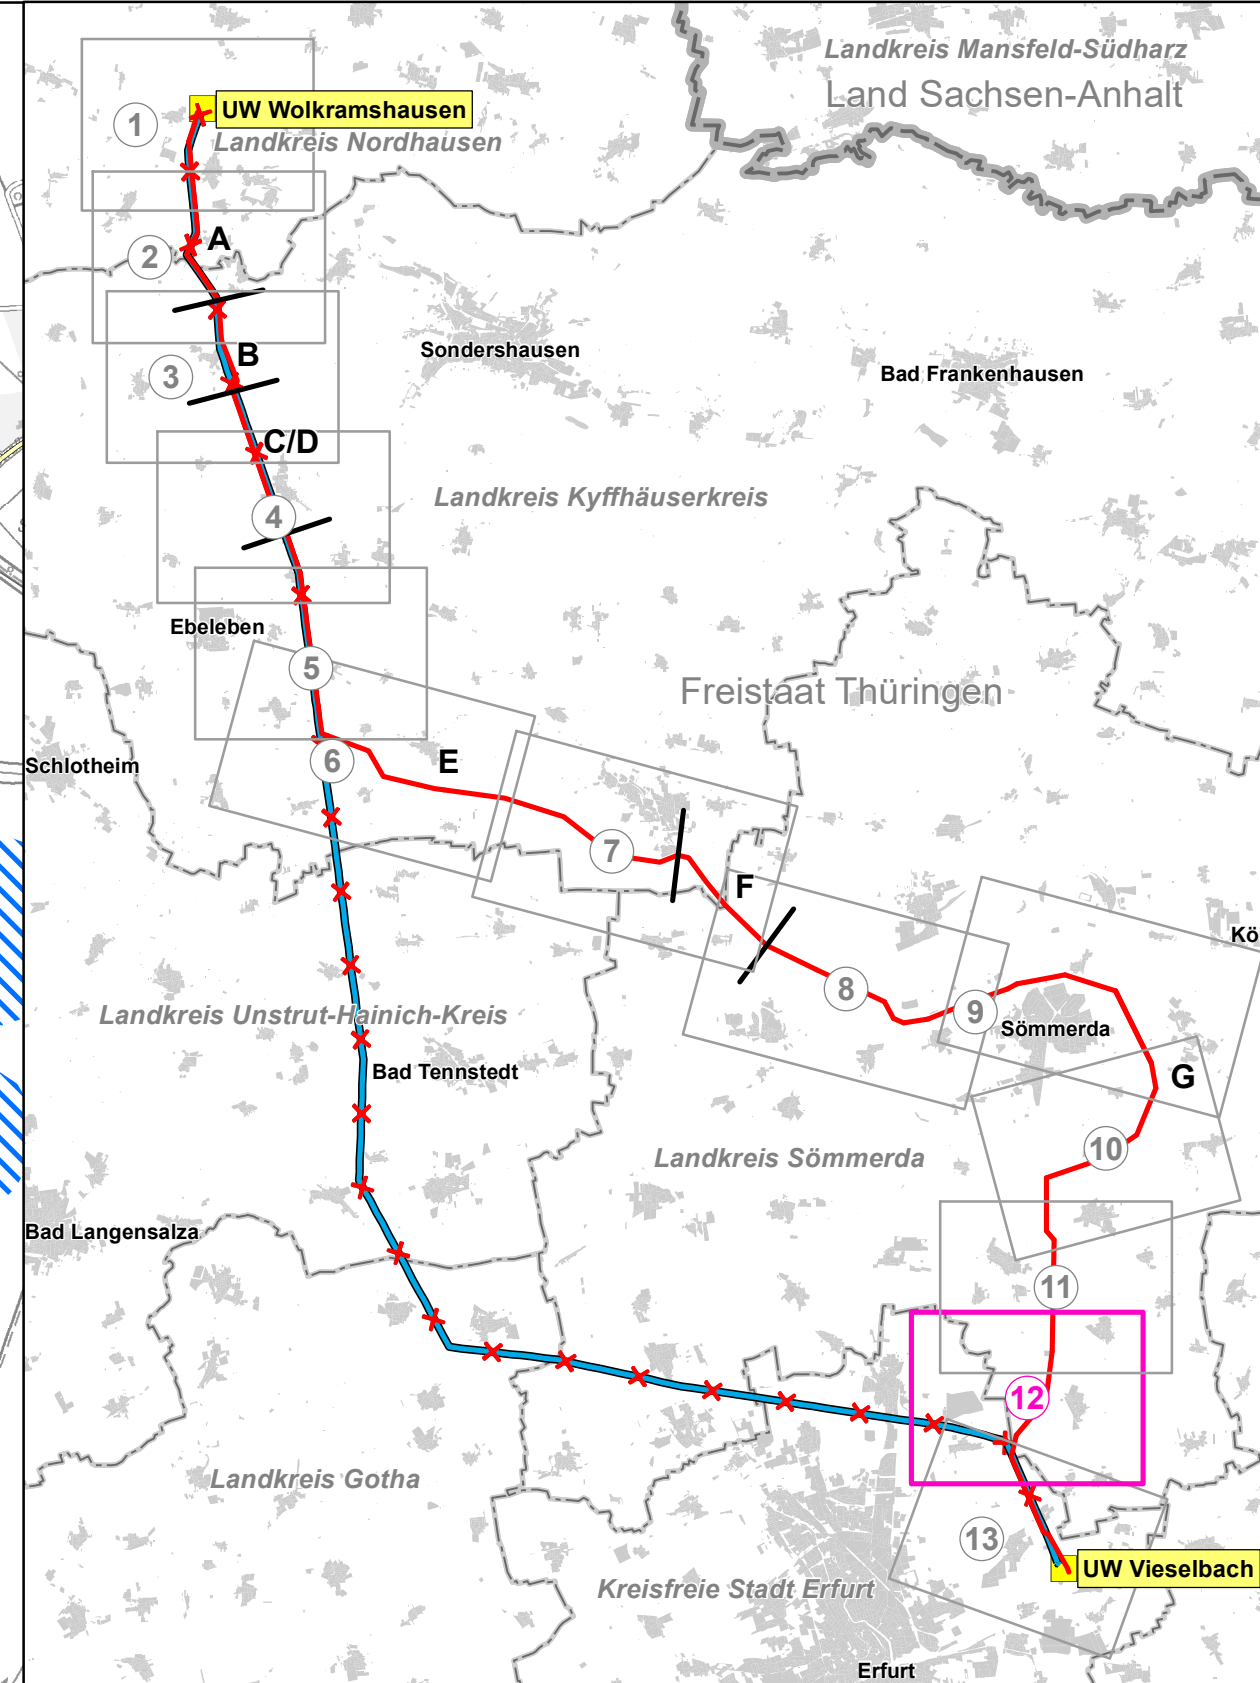 Landkreis Mansfeld-Südharz
Land Sachsen-Anhalt
UW Wolkramshausen
1
Landkreis Nordhausen
A
2
Sondershausen
B
3
Bad Frankenhausen
C/D
Landkreis Kyffhäuserkreis
4
Ebeleben
5
Freistaat Thüringen
Schlotheim
6
E
7
F
Kö
8
9
Landkreis Unstrut-Hainich-Kreis
Sömmerda
Bad Tennstedt
G
Landkreis Sömmerda
10
Bad Langensalza
11
12
Landkreis Gotha
13
UW Vieselbach
Kreisfreie Stadt Erfurt
Erfurt